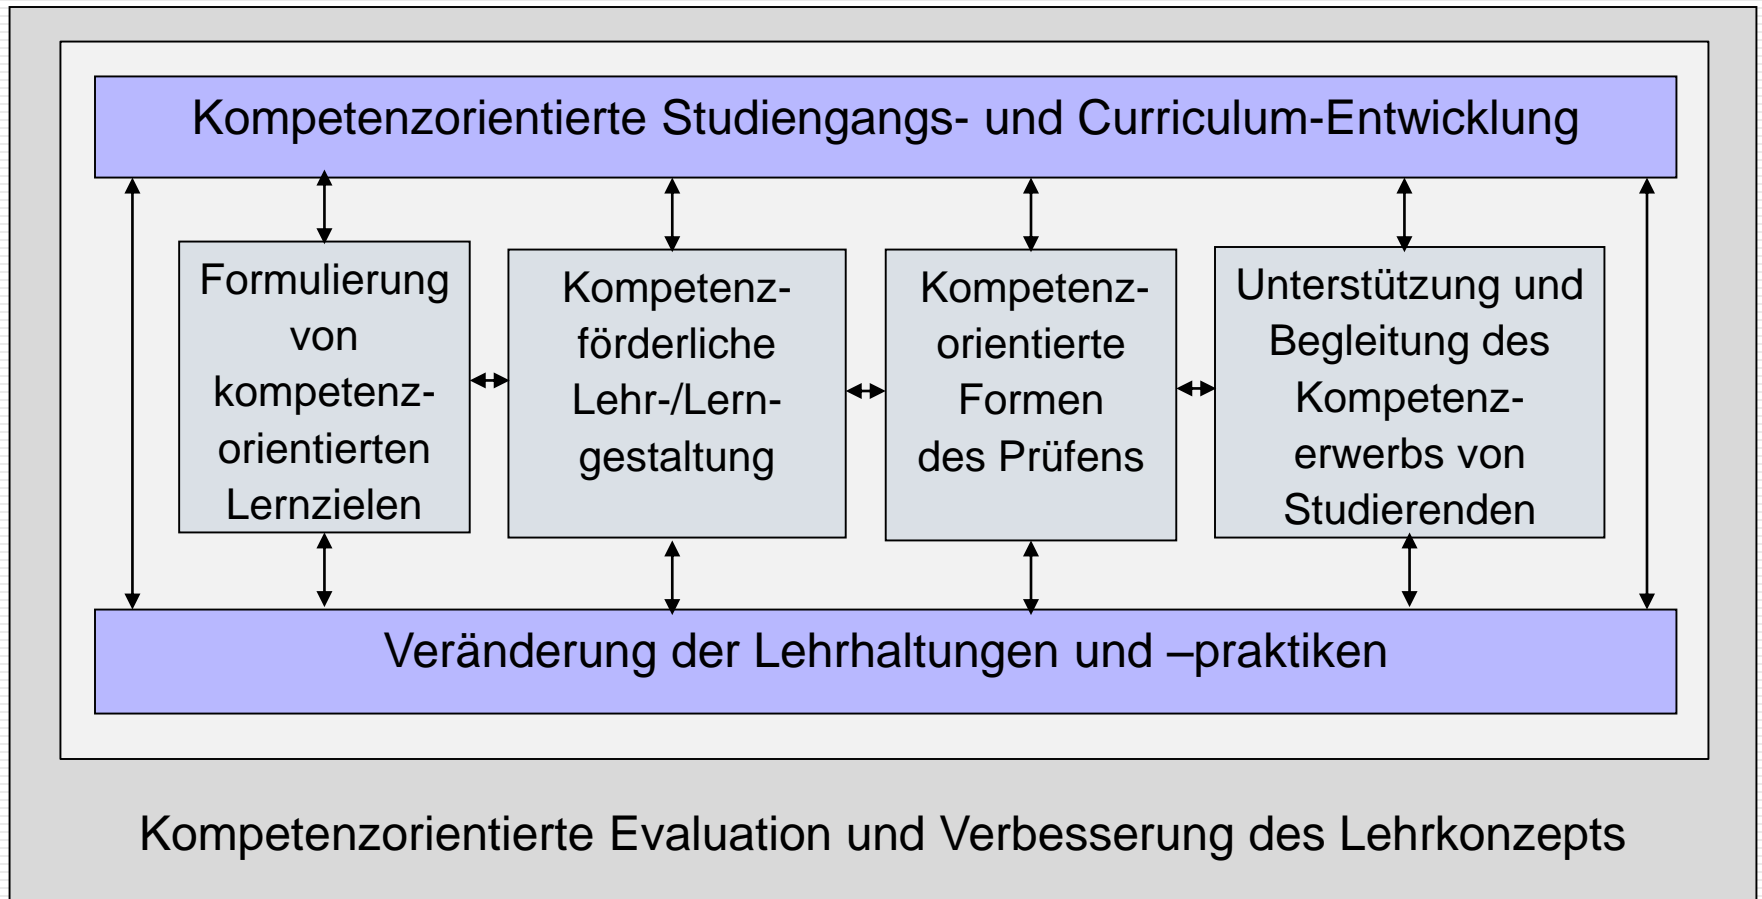 Kompetenzorientierte Studiengangs- und Curriculum-Entwicklung
Formulierung
von
kompetenz-
orientierten
Lernzielen
Kompetenz-
förderliche
Lehr-/Lern-
gestaltung
Kompetenz-
orientierte
Formen
des Prüfens
Unterstützung und
Begleitung des
Kompetenz-
erwerbs von
Studierenden
Veränderung der Lehrhaltungen und –praktiken
Kompetenzorientierte Evaluation und Verbesserung des Lehrkonzepts